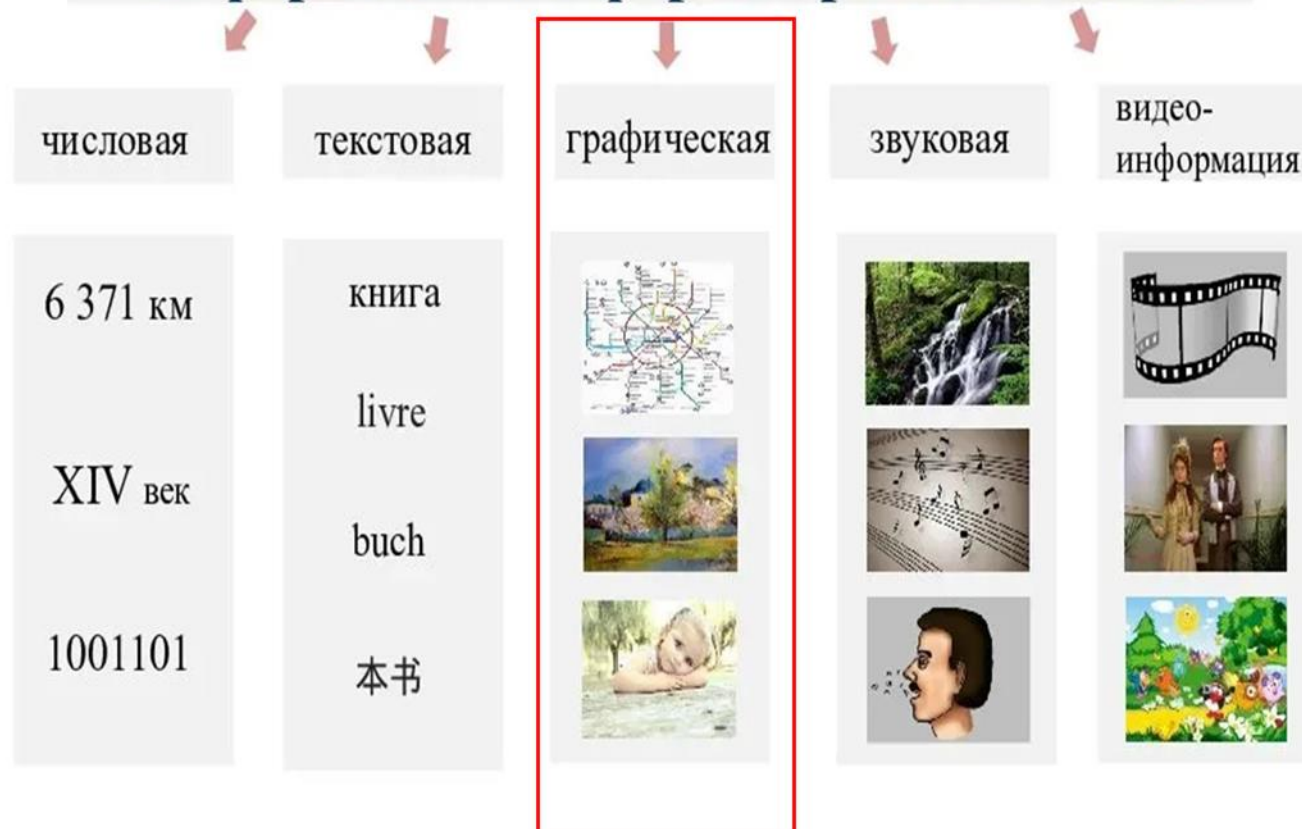 числовая
текстовая
графическая
звуковая
видео-
информация
6 371 км
XIV век
1001101
книга
livre
buch
本书